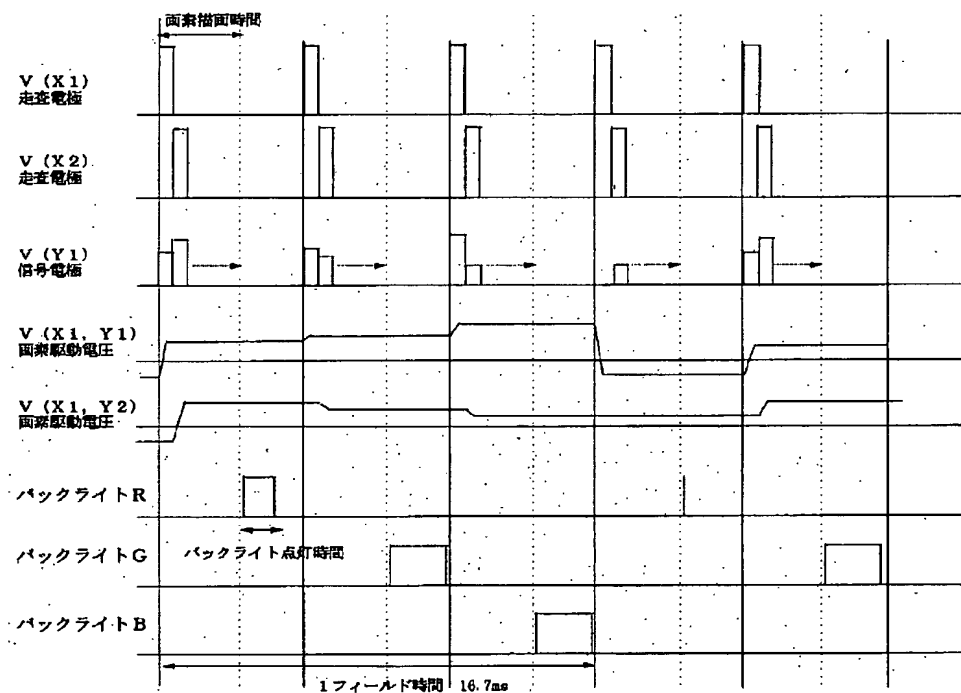 画素描画時間
V (X1)
走査電極
V (X2)
走査電極
V (Y1)
信号電極
V (X1, Y1)
画素駆動電圧
V (X1, Y2)
画素駆動電圧
バックライトR
バックライト点灯時間
バックライトG
バックライトB
1フィールド時間 16.7ms